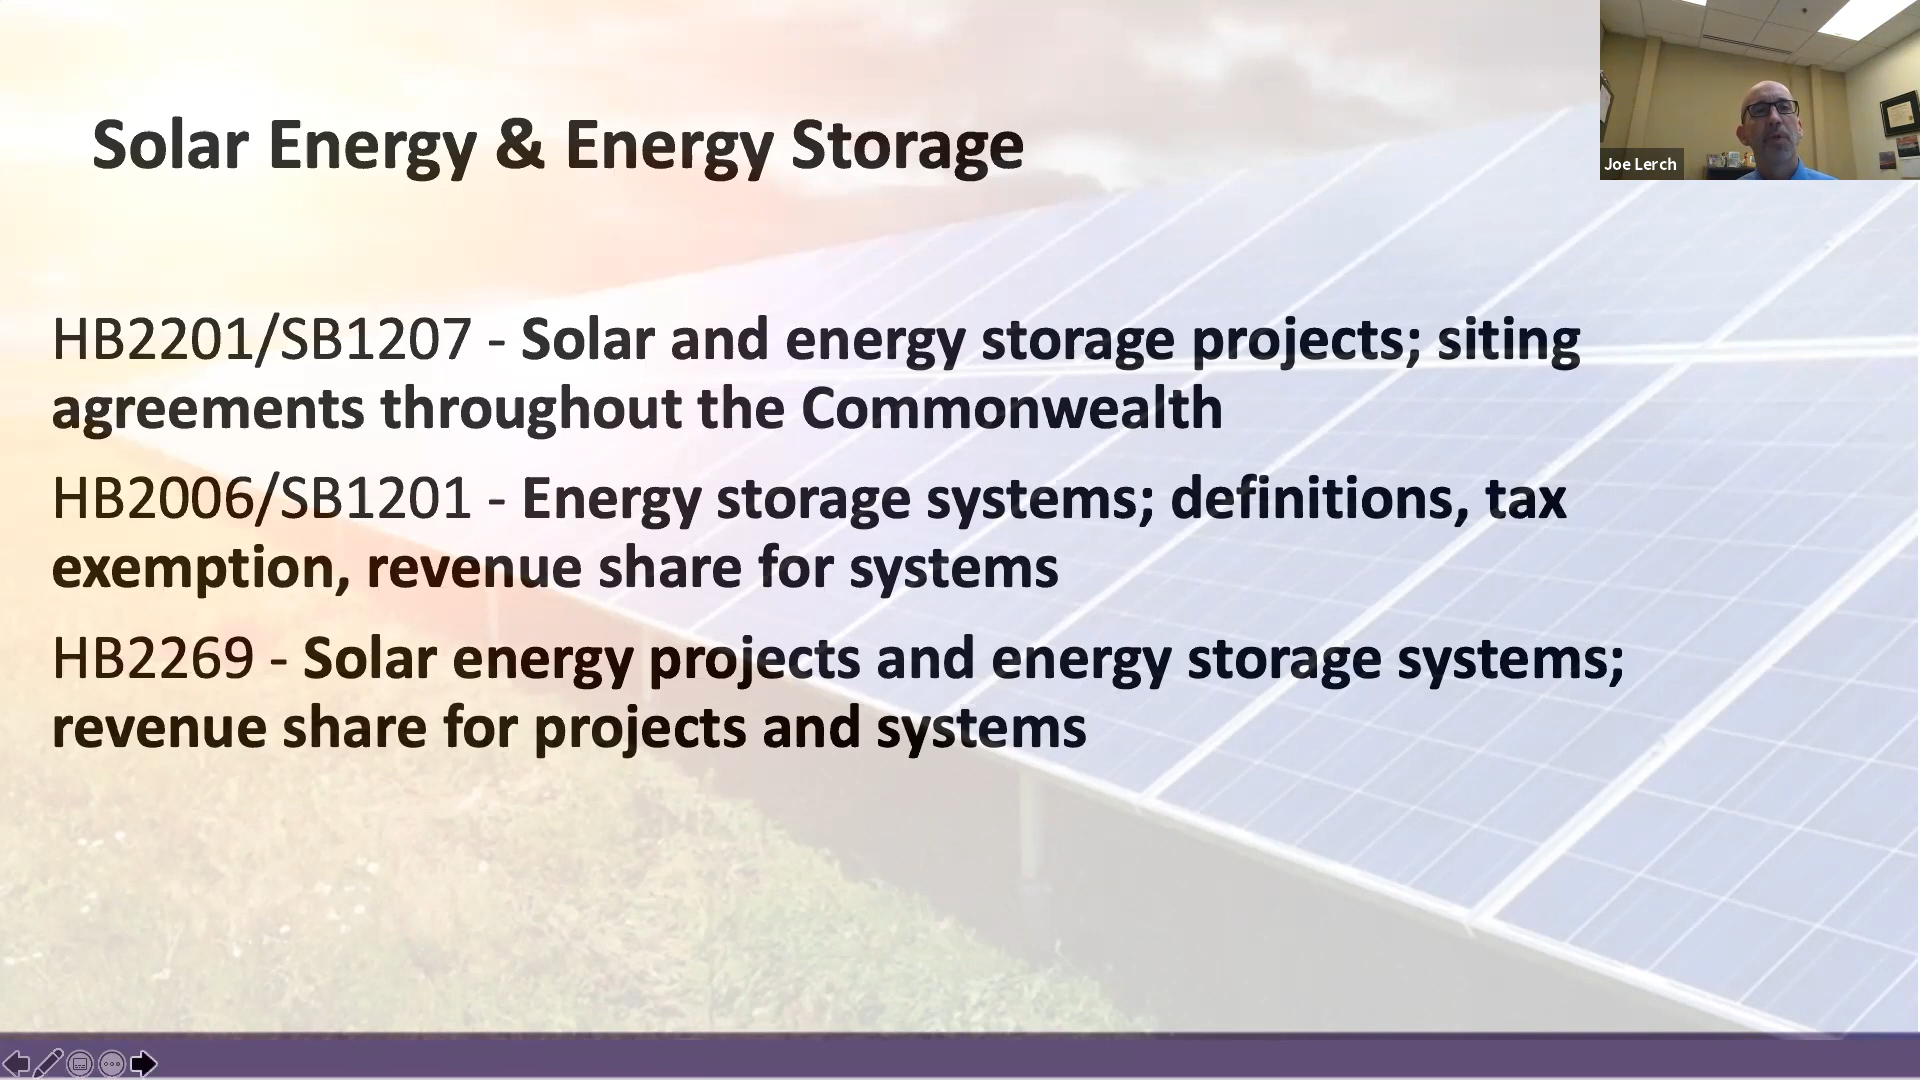 Solar Energy & Energy Storage
Joe Lerch
HB2201/SB1207 - Solar and energy storage projects; siting
agreements throughout the Commonwealth
HB2006/SB1201 - Energy storage systems; definitions, tax
exemption, revenue share for systems
HB2269 - Solar energy projects and energy storage systems;
revenue share for projects and systems